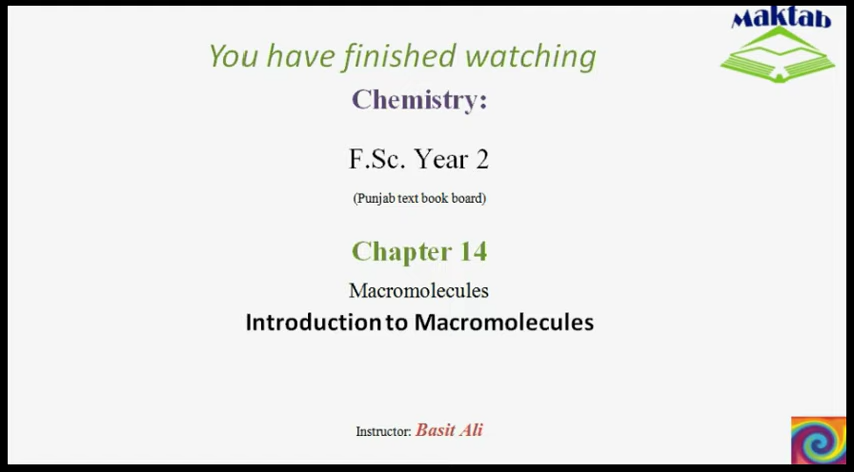 Maktab
You have finished watching
Chemistry:
F.Sc. Year 2
(Punjab text book board)
Chapter 14
Macromolecules
Introduction to Macromolecules
Instructor: Basit Ali